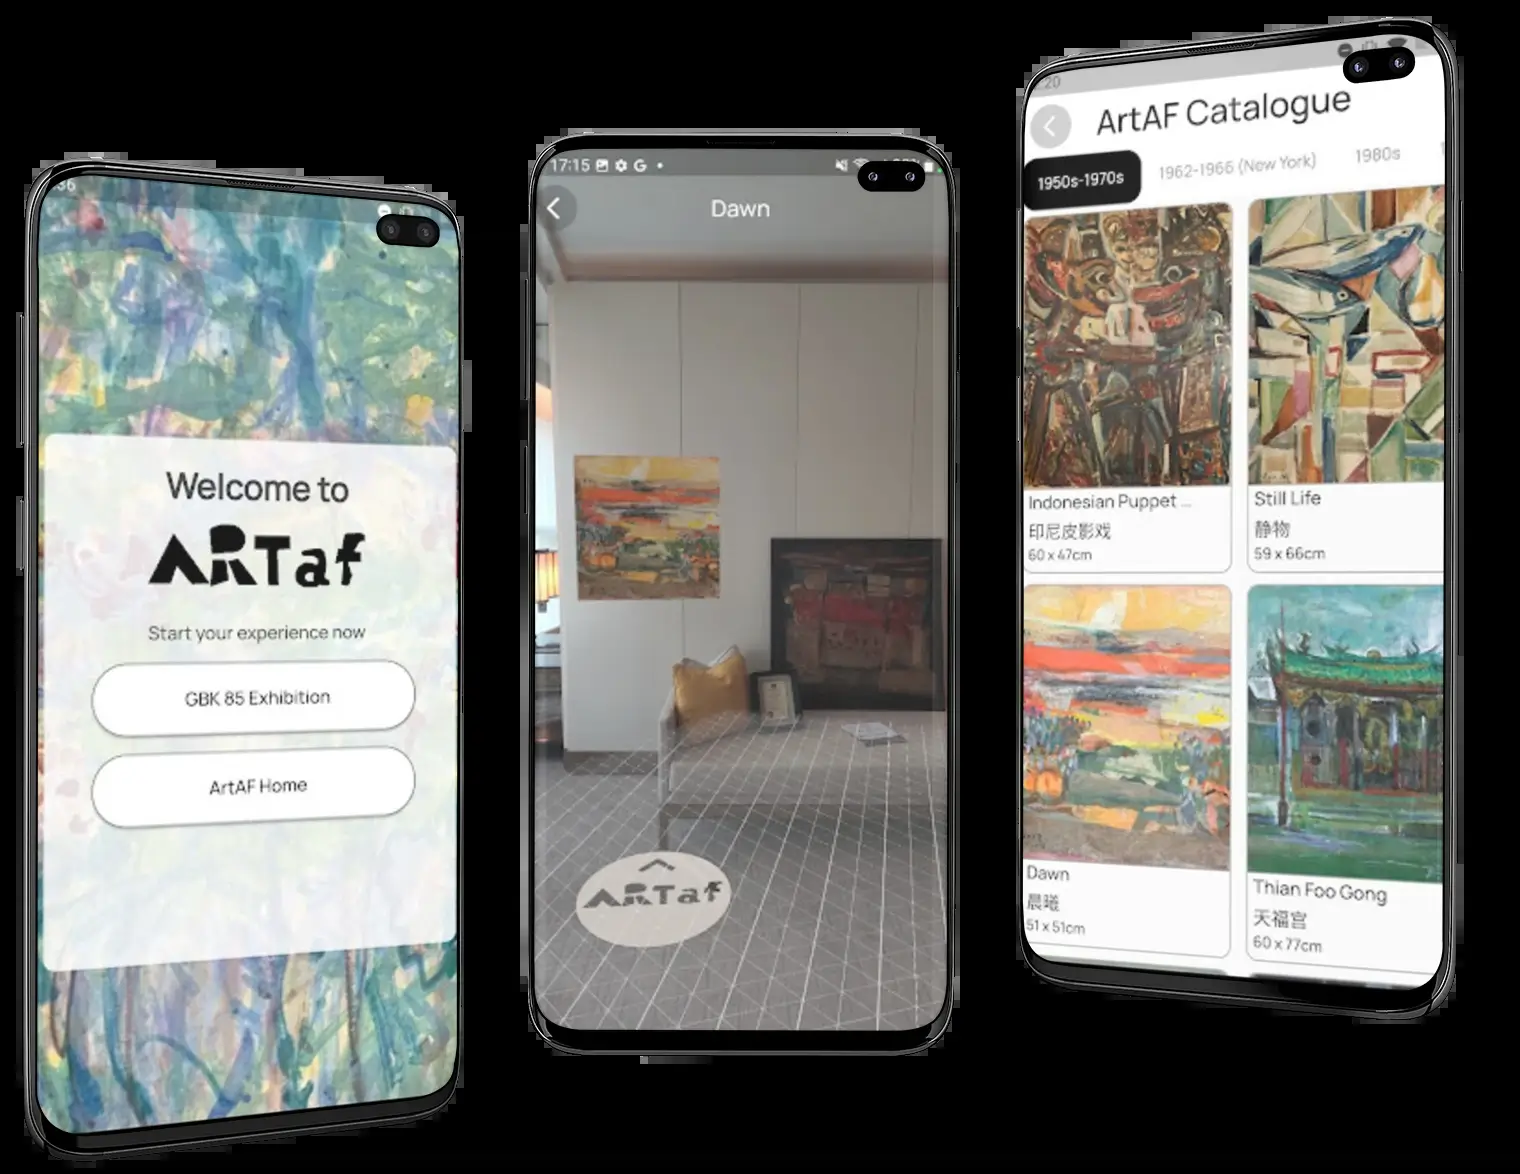 Welcome to
ARTaf
Start your experience now
GBK 85 Exhibition
ArtAF Home
17:15
Dawn
ARTaf
ArtAF Catalogue
1950s-1970s 1962-1966 (New York) 1980s
Indonesian Puppet ...
印尼皮影戏
60 x 47cm
Still Life
静物
59 x 66cm
Dawn
晨曦
51 x 51cm
Thian Foo Gong
天福宫
60 x 77cm